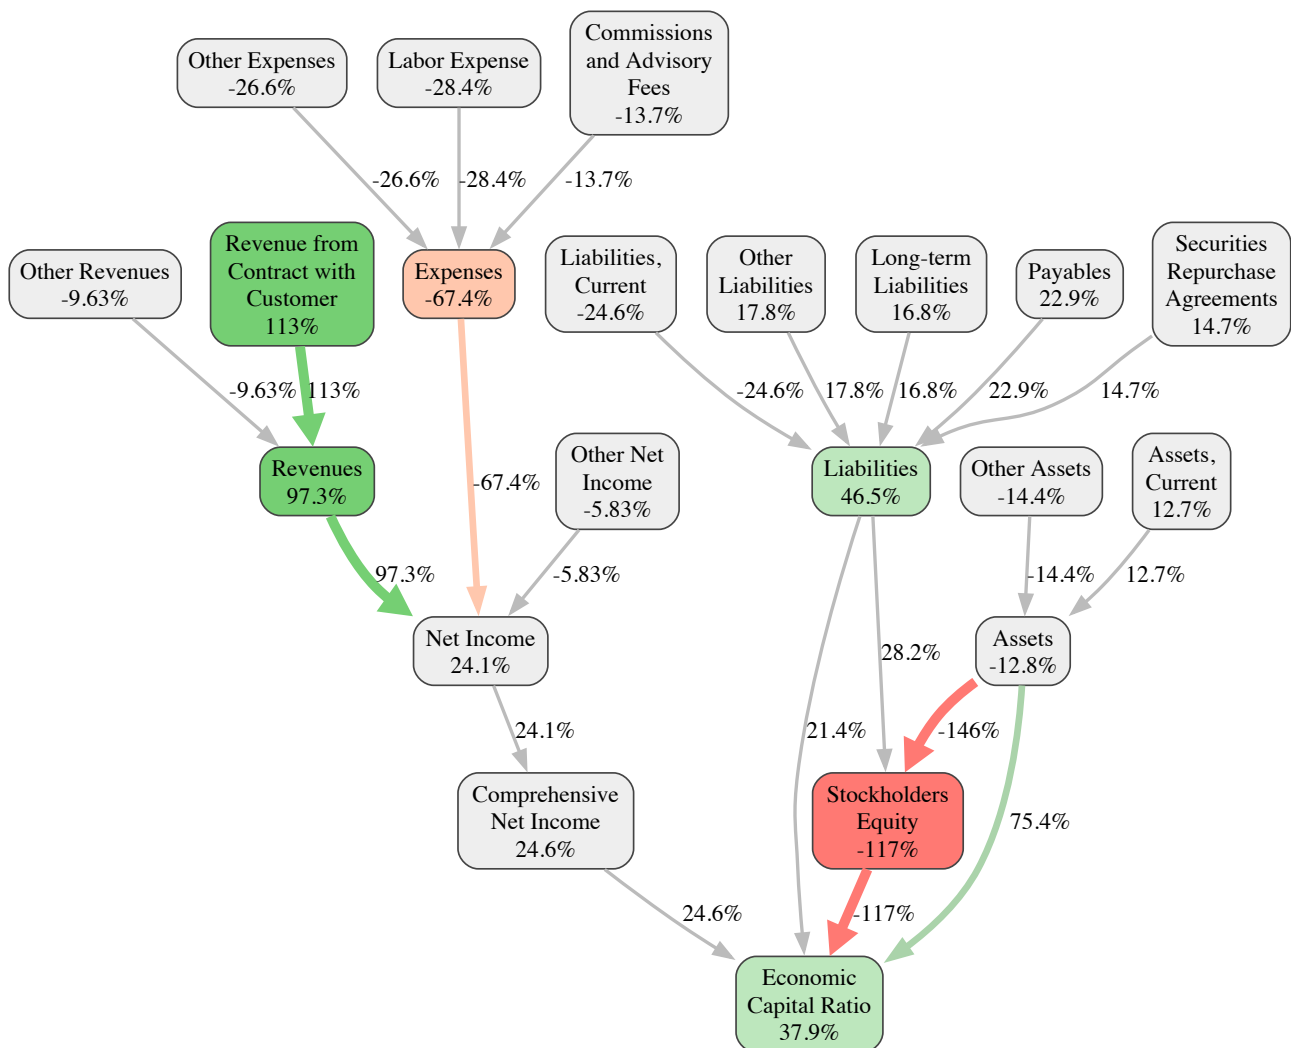 Commissions
and Advisory
Fees
-13.7%
Other Expenses
-26.6%
Labor Expense
-28.4%
-26.6%
-28.4%
-13.7%
Other Revenues
-9.63%
Revenue from
Contract with
Customer
113%
Expenses
-67.4%
Liabilities,
Current
-24.6%
Other
Liabilities
17.8%
Long-term
Liabilities
16.8%
Payables
22.9%
Securities
Repurchase
Agreements
14.7%
-9.63%
113%
-24.6%
17.8%
16.8%
22.9%
14.7%
Revenues
97.3%
-67.4%
Other Net
Income
-5.83%
Liabilities
46.5%
Other Assets
-14.4%
Assets,
Current
12.7%
97.3%
-5.83%
-14.4%
12.7%
Net Income
24.1%
28.2%
Assets
-12.8%
24.1%
21.4%
-146%
Comprehensive
Net Income
24.6%
Stockholders
Equity
-117%
75.4%
24.6%
-117%
Economic
Capital Ratio
37.9%